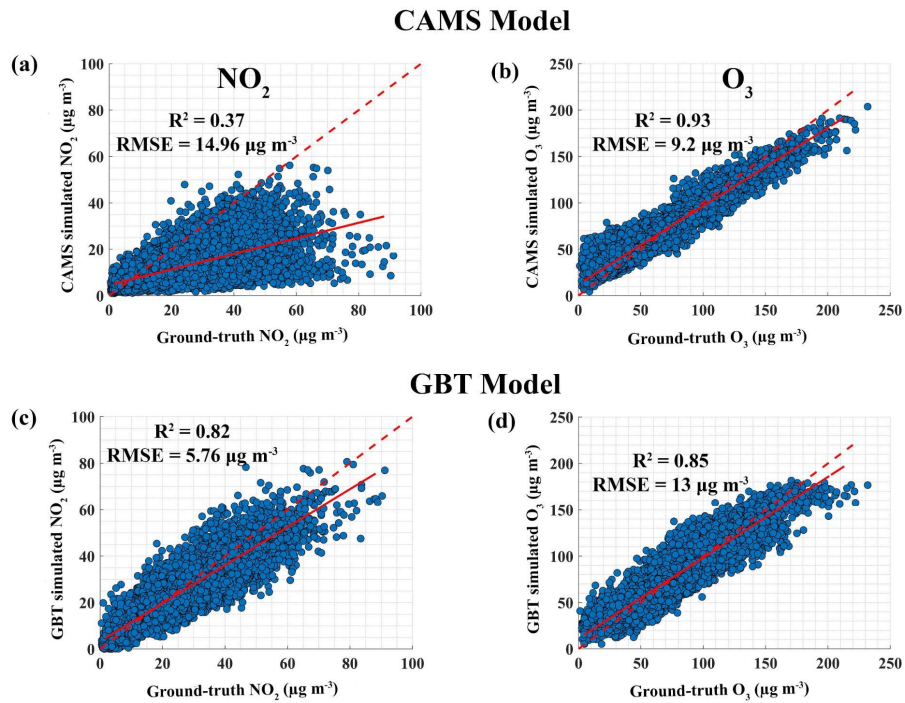 CAMS Model
(a)
NO₂
R² = 0.37
RMSE = 14.96 µg m⁻³
CAMS simulated NO₂ (µg m⁻³)
100
80
60
40
20
0
0 20 40 60 80 100
Ground-truth NO₂ (µg m⁻³)
(b)
O₃
R² = 0.93
RMSE = 9.2 µg m⁻³
CAMS simulated O₃ (µg m⁻³)
250
200
150
100
50
0
0 50 100 150 200 250
Ground-truth O₃ (µg m⁻³)
GBT Model
(c)
R² = 0.82
RMSE = 5.76 µg m⁻³
GBT simulated NO₂ (µg m⁻³)
100
80
60
40
20
0
0 20 40 60 80 100
Ground-truth NO₂ (µg m⁻³)
(d)
R² = 0.85
RMSE = 13 µg m⁻³
GBT simulated O₃ (µg m⁻³)
250
200
150
100
50
0
0 50 100 150 200 250
Ground-truth O₃ (µg m⁻³)